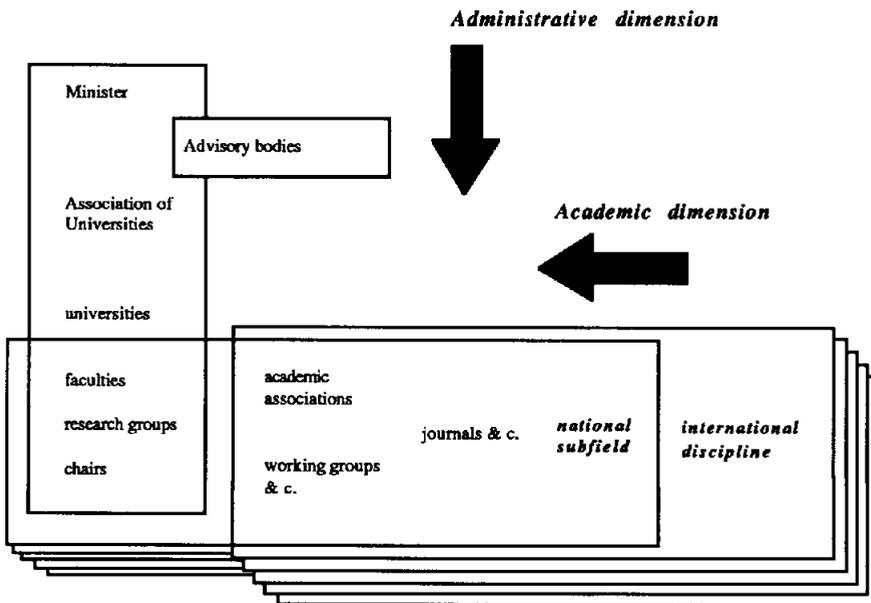 Administrative dimension
Minister
Advisory bodies
Association of
Universities
Academic dimension
universities
faculties
research groups
chairs
academic
associations
working groups
& c.
journals & c.
national
subfield
international
discipline